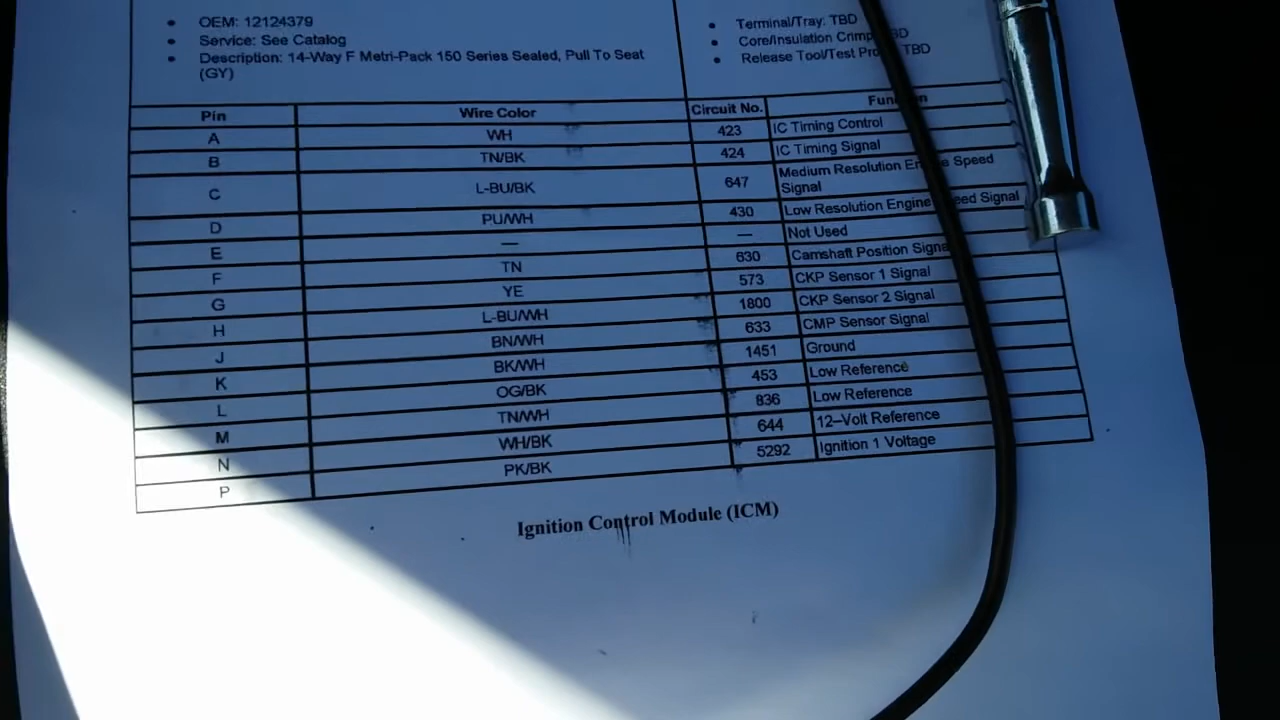 OEM: 12124379
Service: See Catalog
Description: 14-Way F Metri-Pack 150 Series Sealed, Pull To Seat
(GY)
Terminal/Tray: TBD
Core/Insulation
Release Tool/Test TBD
Pin Wire Color Circuit No.
A WH 423 IC Timing Control
B TN/BK 424 IC Timing Signal
C L-BU/BK 647 Medium Resolution Speed
Signal
D PU/WH 430 Low Resolution Engine Signal
E — — Not Used
F TN 630 Camshaft Position
G YE 573 CKP Sensor 1 Signal
H L-BU/WH 1800 CKP Sensor 2 Signal
J BN/WH 633 CMP Sensor Signal
K BK/WH 1451 Ground
L OG/BK 453 Low Reference
M TN/WH 836 Low Reference
N WH/BK 644 12–Volt Reference
P PK/BK 5292 Ignition 1 Voltage
Ignition Control Module (ICM)